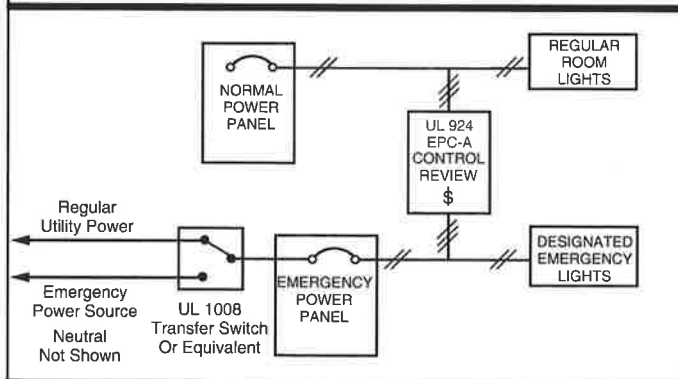 NORMAL
POWER
PANEL
REGULAR
ROOM
LIGHTS
UL 924
EPC-A
CONTROL
REVIEW
$
Regular
Utility Power
Emergency
Power Source
Neutral
Not Shown
UL 1008
Transfer Switch
Or Equivalent
EMERGENCY
POWER
PANEL
DESIGNATED
EMERGENCY
LIGHTS